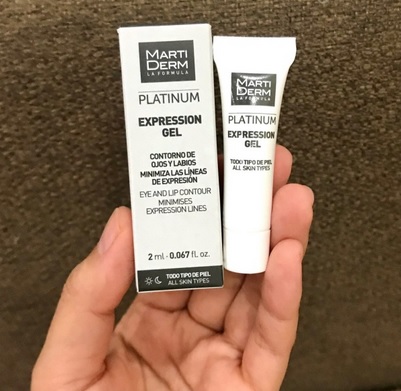 MARTI
DERM
LA FORMULA
PLATINUM
EXPRESSION
GEL
CONTORNO DE
OJOS Y LABIOS
MINIMIZA LAS LÍNEAS
DE EXPRESIÓN
EYE AND LIP CONTOUR
MINIMISES
EXPRESSION LINES
2 ml · 0.067 fl. oz.
TODO TIPO DE PIEL
ALL SKIN TYPES
MARTI
DERM
LA FORMULA
PLATINUM
EXPRESSION
GEL
TODO TIPO DE PIEL
ALL SKIN TYPES